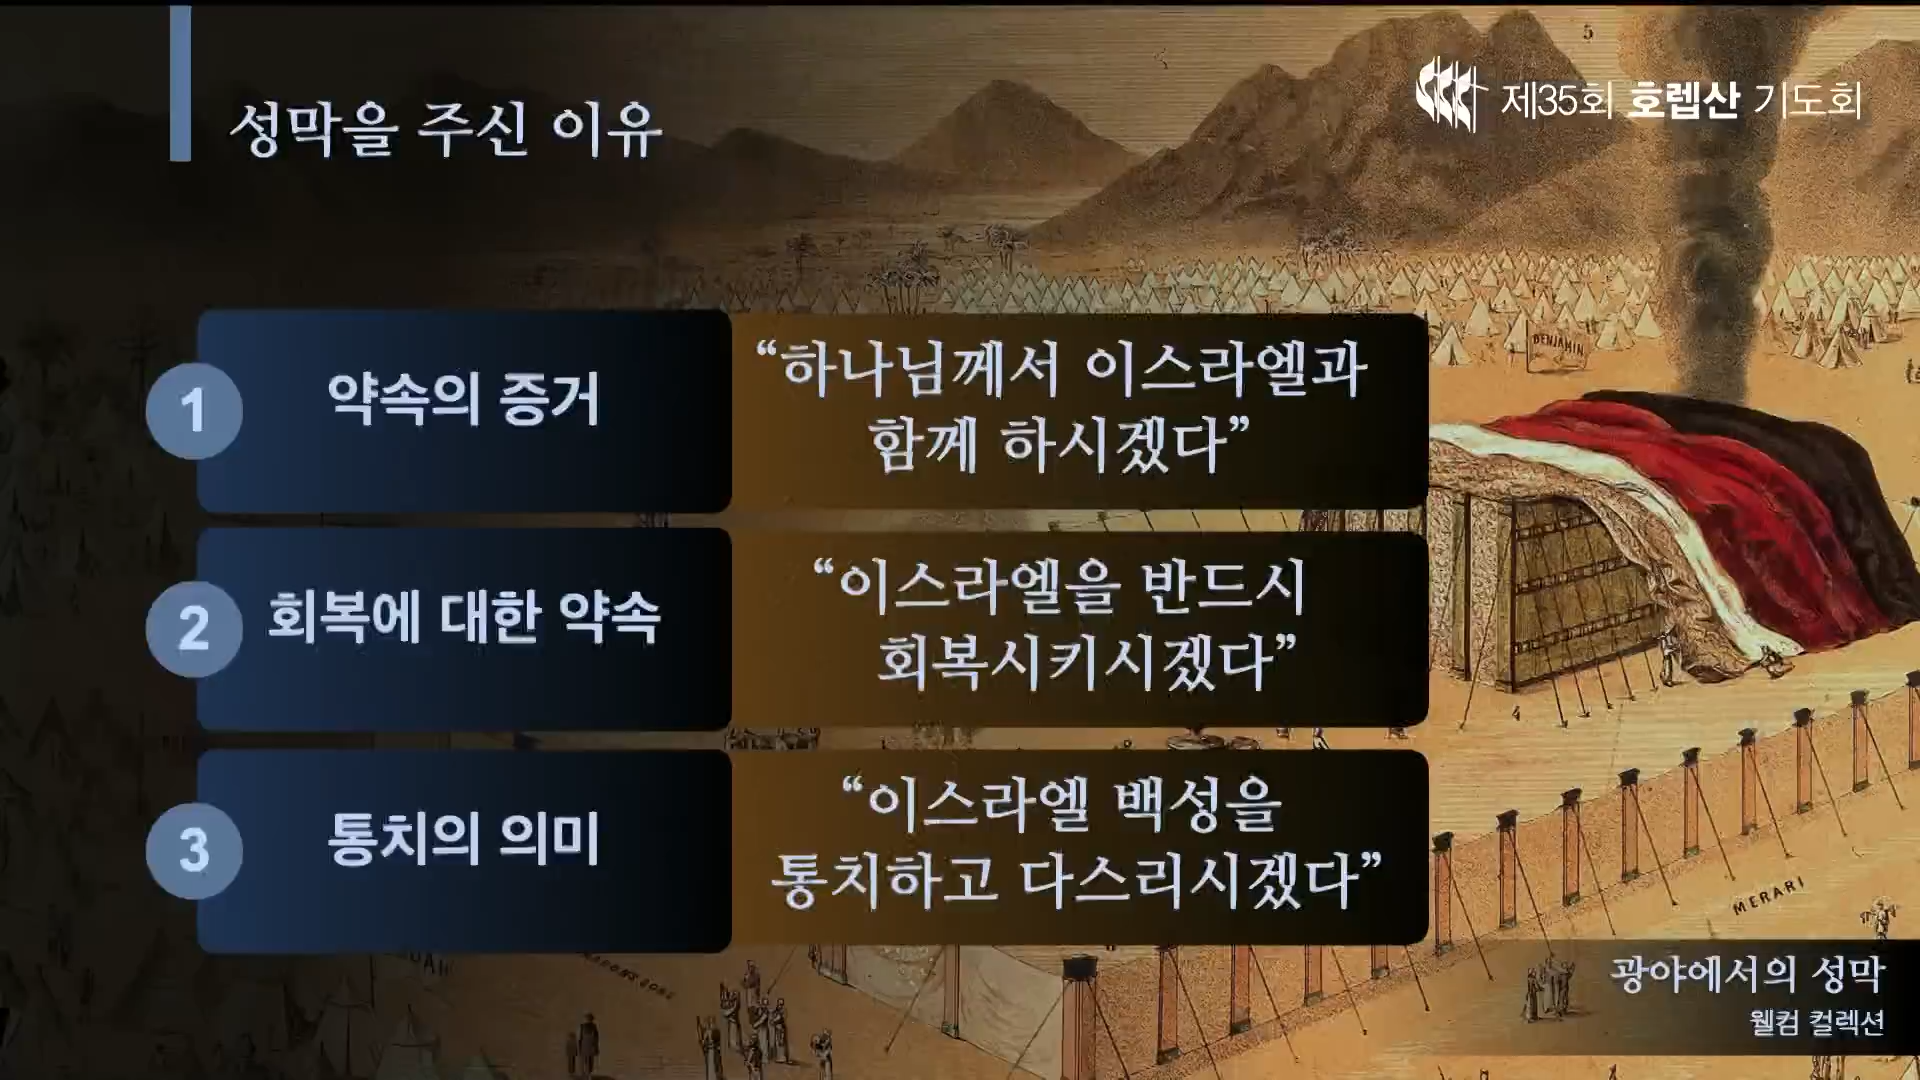 성막을 주신 이유
제35회 호렙산 기도회
5
BENJAMIN
1
약속의 증거
“하나님께서 이스라엘과
함께 하시겠다”
2
회복에 대한 약속
“이스라엘을 반드시
회복시키시겠다”
4
3
통치의 의미
“이스라엘 백성을
통치하고 다스리시겠다”
MERARI
광야에서의 성막
웰컴 컬렉션